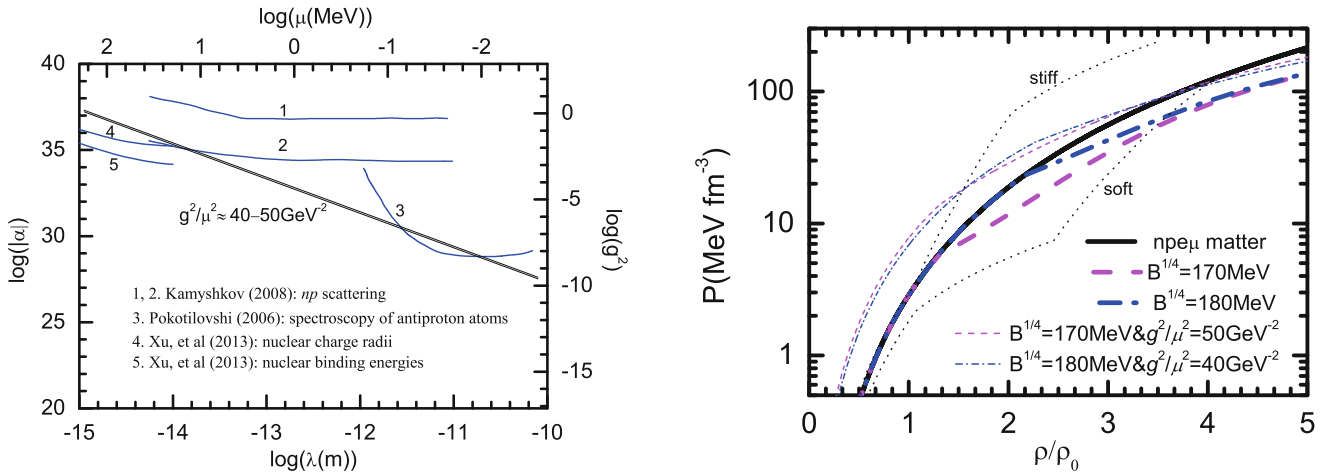 log(μ(MeV))
2 1 0 -1 -2
40
35
30
25
20
log(|α|)
1
2
3
4
5
g²/μ²≈ 40–50GeV⁻²
1, 2. Kamyshkov (2008): np scattering
3. Pokotilovshi (2006): spectroscopy of antiproton atoms
4. Xu, et al (2013): nuclear charge radii
5. Xu, et al (2013): nuclear binding energies
0
-5
-10
-15
log(g²)
-15 -14 -13 -12 -11 -10
log(λ(m))
P(MeV fm⁻³)
100
10
1
stiff
soft
npeμ matter
B¹/⁴=170MeV
B¹/⁴=180MeV
B¹/⁴=170MeV&g²/μ²=50GeV⁻²
B¹/⁴=180MeV&g²/μ²=40GeV⁻²
0 1 2 3 4 5
ρ/ρ₀